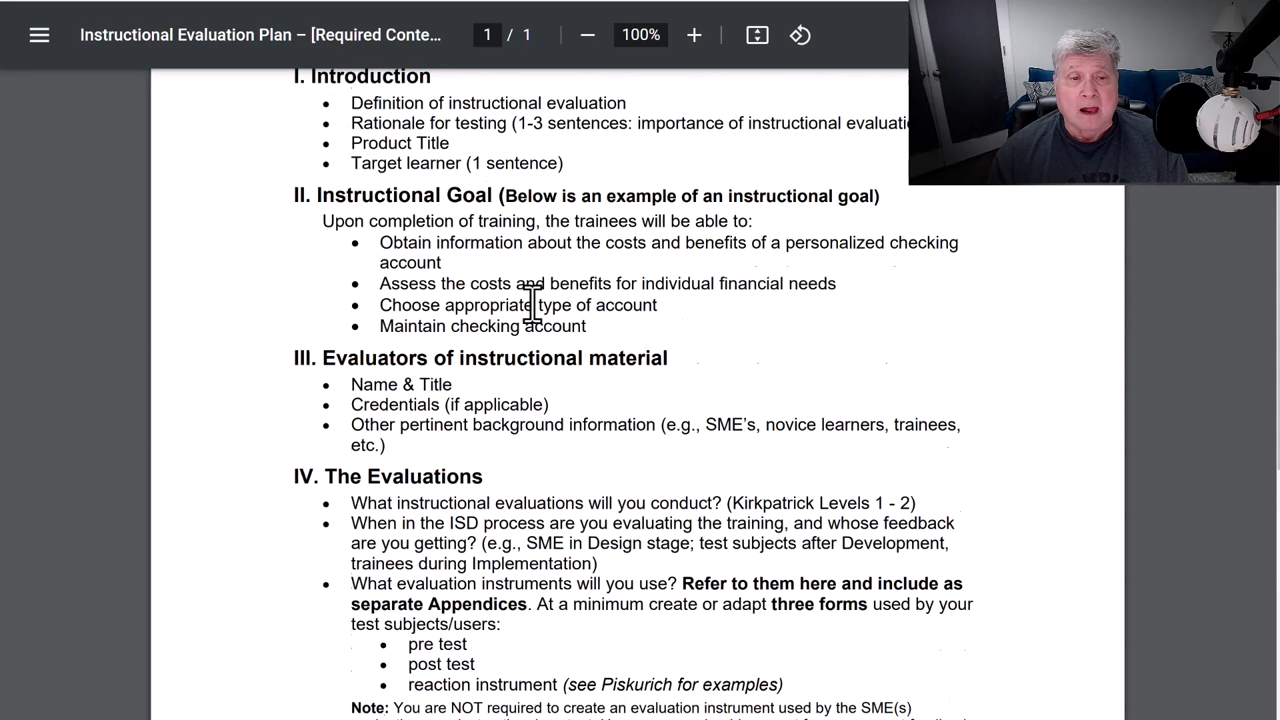 Instructional Evaluation Plan – [Required Conte…
1 / 1
100%
I. Introduction
• Definition of instructional evaluation
• Rationale for testing (1-3 sentences: importance of instructional
• Product Title
• Target learner (1 sentence)
II. Instructional Goal (Below is an example of an instructional goal)
Upon completion of training, the trainees will be able to:
• Obtain information about the costs and benefits of a personalized checking
account
• Assess the costs and benefits for individual financial needs
• Choose appropriate type of account
• Maintain checking account
III. Evaluators of instructional material
• Name & Title
• Credentials (if applicable)
• Other pertinent background information (e.g., SME's, novice learners, trainees,
etc.)
IV. The Evaluations
• What instructional evaluations will you conduct? (Kirkpatrick Levels 1 - 2)
• When in the ISD process are you evaluating the training, and whose feedback
are you getting? (e.g., SME in Design stage; test subjects after Development,
trainees during Implementation)
• What evaluation instruments will you use? Refer to them here and include as
separate Appendices. At a minimum create or adapt three forms used by your
test subjects/users:
• pre test
• post test
• reaction instrument (see Piskurich for examples)
Note: You are NOT required to create an evaluation instrument used by the SME(s)